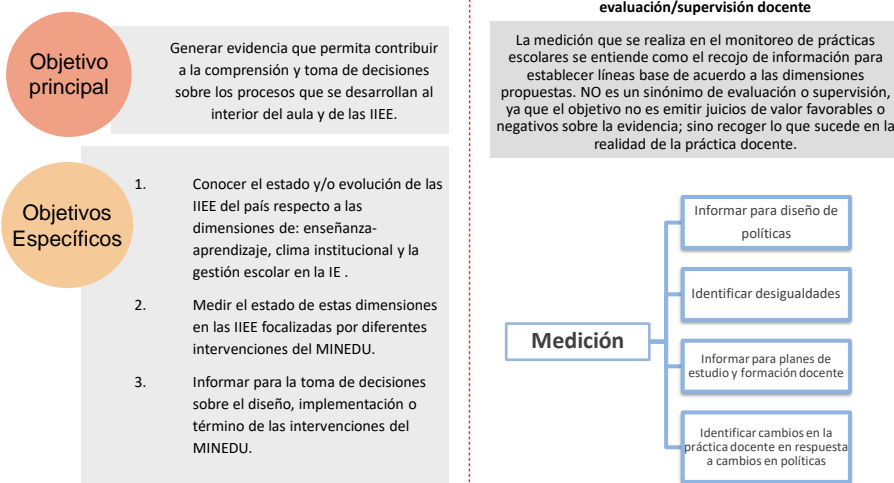 Objetivo
principal
Generar evidencia que permita contribuir
a la comprensión y toma de decisiones
sobre los procesos que se desarrollan al
interior del aula y de las IIEE.
Objetivos
Específicos
1. Conocer el estado y/o evolución de las
IIEE del país respecto a las
dimensiones de: enseñanza-
aprendizaje, clima institucional y la
gestión escolar en la IE .
2. Medir el estado de estas dimensiones
en las IIEE focalizadas por diferentes
intervenciones del MINEDU.
3. Informar para la toma de decisiones
sobre el diseño, implementación o
término de las intervenciones del
MINEDU.
evaluación/supervisión docente
La medición que se realiza en el monitoreo de prácticas
escolares se entiende como el recojo de información para
establecer líneas base de acuerdo a las dimensiones
propuestas. NO es un sinónimo de evaluación o supervisión,
ya que el objetivo no es emitir juicios de valor favorables o
negativos sobre la evidencia; sino recoger lo que sucede en la
realidad de la práctica docente.
Medición
Informar para diseño de
políticas
Identificar desigualdades
Informar para planes de
estudio y formación docente
Identificar cambios en la
práctica docente en respuesta
a cambios en políticas